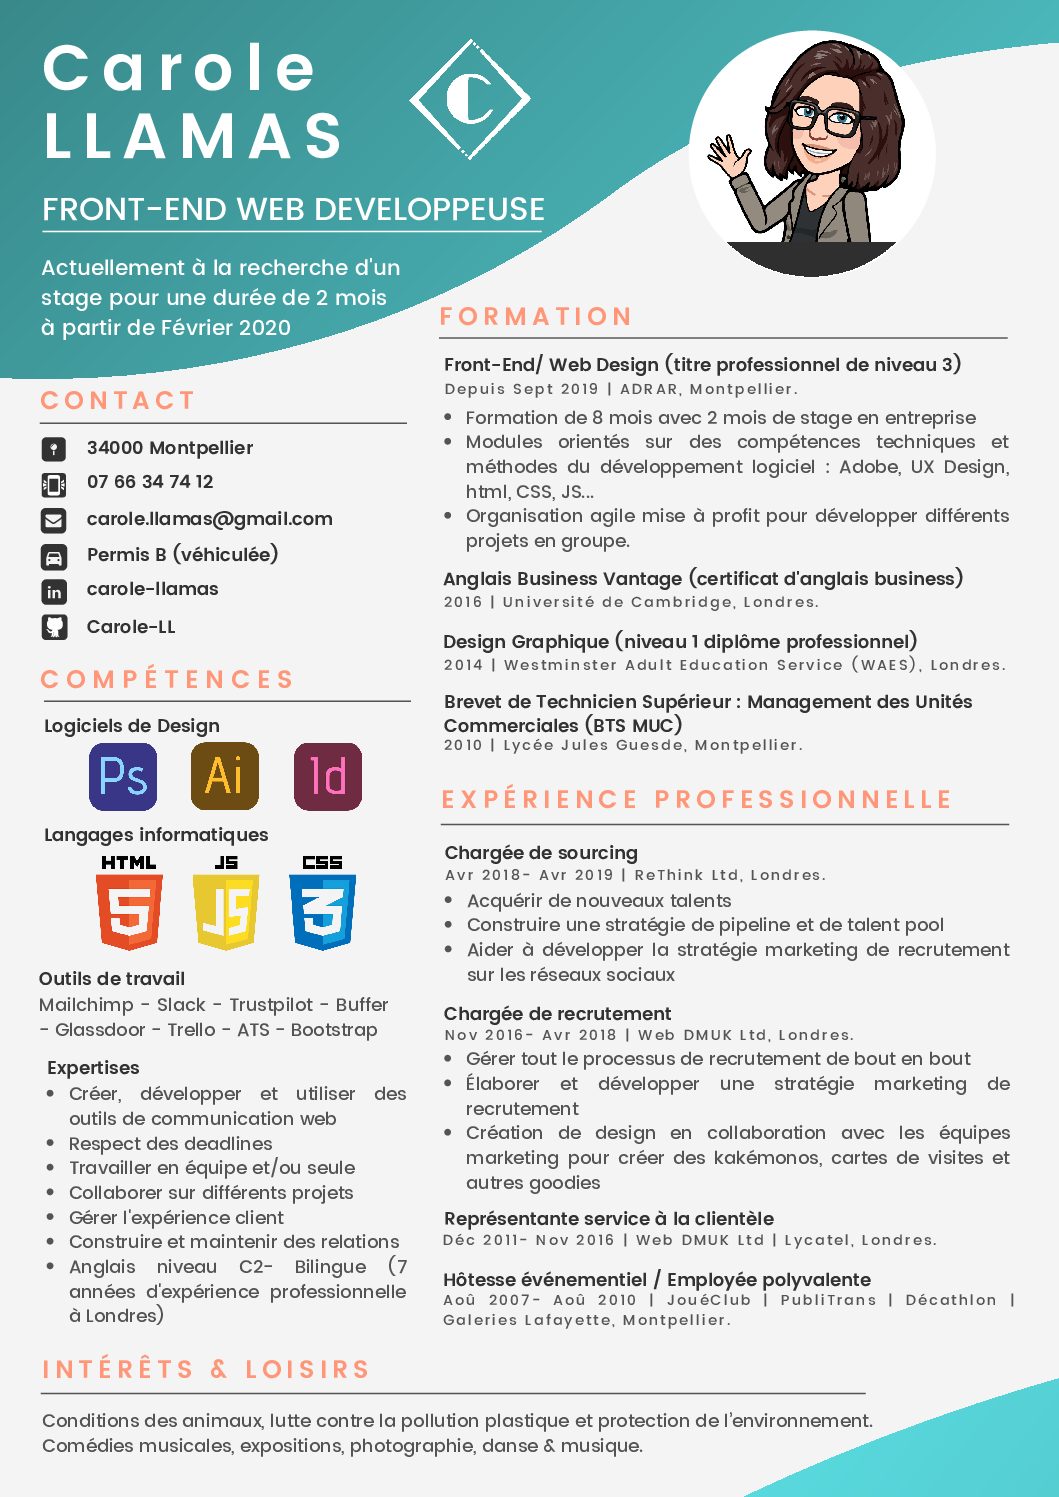 Carole
LLAMAS
C
FRONT-END WEB DEVELOPPEUSE
Actuellement à la recherche d'un
stage pour une durée de 2 mois
à partir de Février 2020
CONTACT
34000 Montpellier
07 66 34 74 12
carole.llamas@gmail.com
Permis B (véhiculée)
in
carole-llamas
Carole-LL
COMPÉTENCES
Logiciels de Design
Ps Ai Id
Langages informatiques
HTML JS CSS
5 JS 3
Outils de travail
Mailchimp - Slack - Trustpilot - Buffer
- Glassdoor - Trello - ATS - Bootstrap
Expertises
• Créer, développer et utiliser des
outils de communication web
• Respect des deadlines
• Travailler en équipe et/ou seule
• Collaborer sur différents projets
• Gérer l'expérience client
• Construire et maintenir des relations
• Anglais niveau C2- Bilingue (7
années d'expérience professionnelle
à Londres)
FORMATION
Front-End/ Web Design (titre professionnel de niveau 3)
Depuis Sept 2019 | ADRAR, Montpellier.
• Formation de 8 mois avec 2 mois de stage en entreprise
• Modules orientés sur des compétences techniques et
méthodes du développement logiciel : Adobe, UX Design,
html, CSS, JS...
• Organisation agile mise à profit pour développer différents
projets en groupe.
Anglais Business Vantage (certificat d'anglais business)
2016 | Université de Cambridge, Londres.
Design Graphique (niveau 1 diplôme professionnel)
2014 | Westminster Adult Education Service (WAES), Londres.
Brevet de Technicien Supérieur : Management des Unités
Commerciales (BTS MUC)
2010 | Lycée Jules Guesde, Montpellier.
EXPÉRIENCE PROFESSIONNELLE
Chargée de sourcing
Avr 2018- Avr 2019 | ReThink Ltd, Londres.
• Acquérir de nouveaux talents
• Construire une stratégie de pipeline et de talent pool
• Aider à développer la stratégie marketing de recrutement
sur les réseaux sociaux
Chargée de recrutement
Nov 2016- Avr 2018 | Web DMUK Ltd, Londres.
• Gérer tout le processus de recrutement de bout en bout
• Élaborer et développer une stratégie marketing de
recrutement
• Création de design en collaboration avec les équipes
marketing pour créer des kakémonos, cartes de visites et
autres goodies
Représentante service à la clientèle
Déc 2011- Nov 2016 | Web DMUK Ltd | Lycatel, Londres.
Hôtesse événementiel / Employée polyvalente
Aoû 2007- Aoû 2010 | JouéClub | PubliTrans | Décathlon |
Galeries Lafayette, Montpellier.
INTÉRÊTS & LOISIRS
Conditions des animaux, lutte contre la pollution plastique et protection de l'environnement.
Comédies musicales, expositions, photographie, danse & musique.